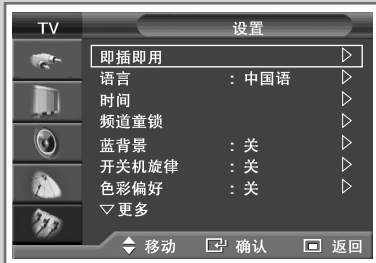 TV 设置
即插即用
语言 : 中国语
时间
频道童锁
蓝背景 : 关
开关机旋律 : 关
色彩偏好 : 关
▽更多
移动 确认 返回